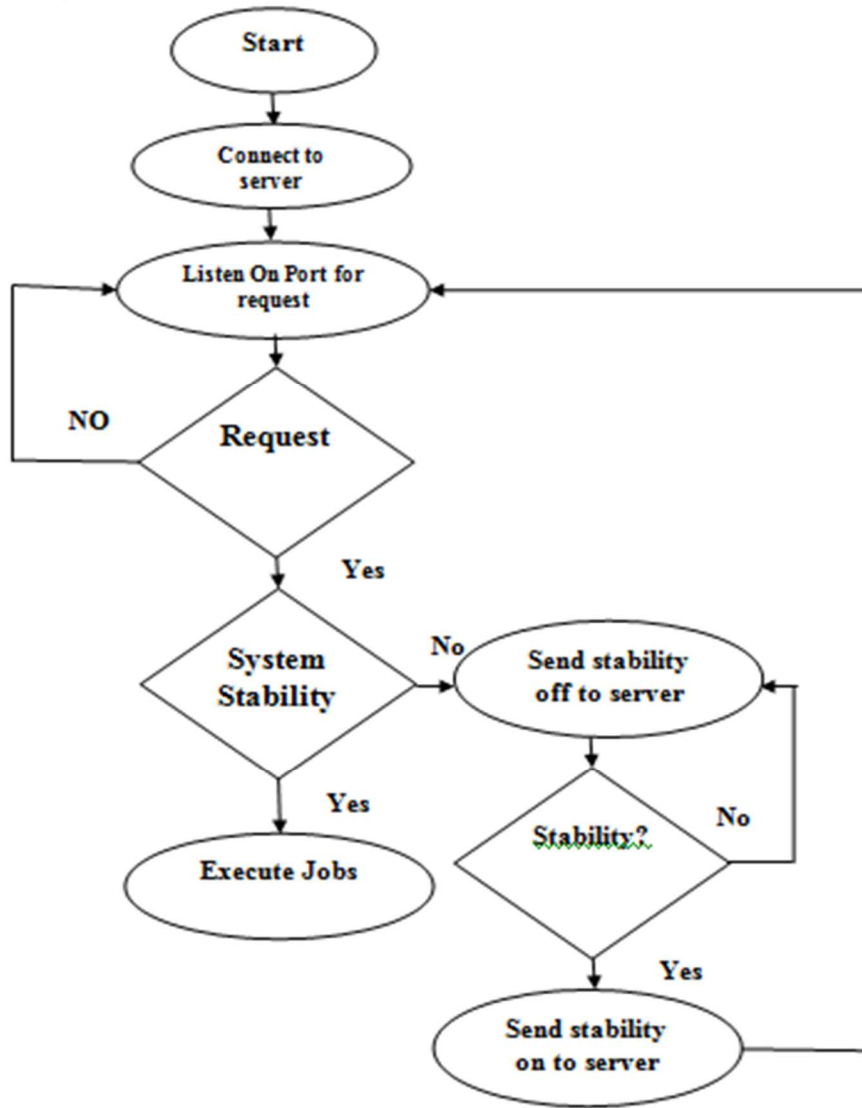 Start
Connect to
server
Listen On Port for
request
NO
Request
Yes
System
Stability
No
Send stability
off to server
Yes
Execute Jobs
Stability?
No
Yes
Send stability
on to server